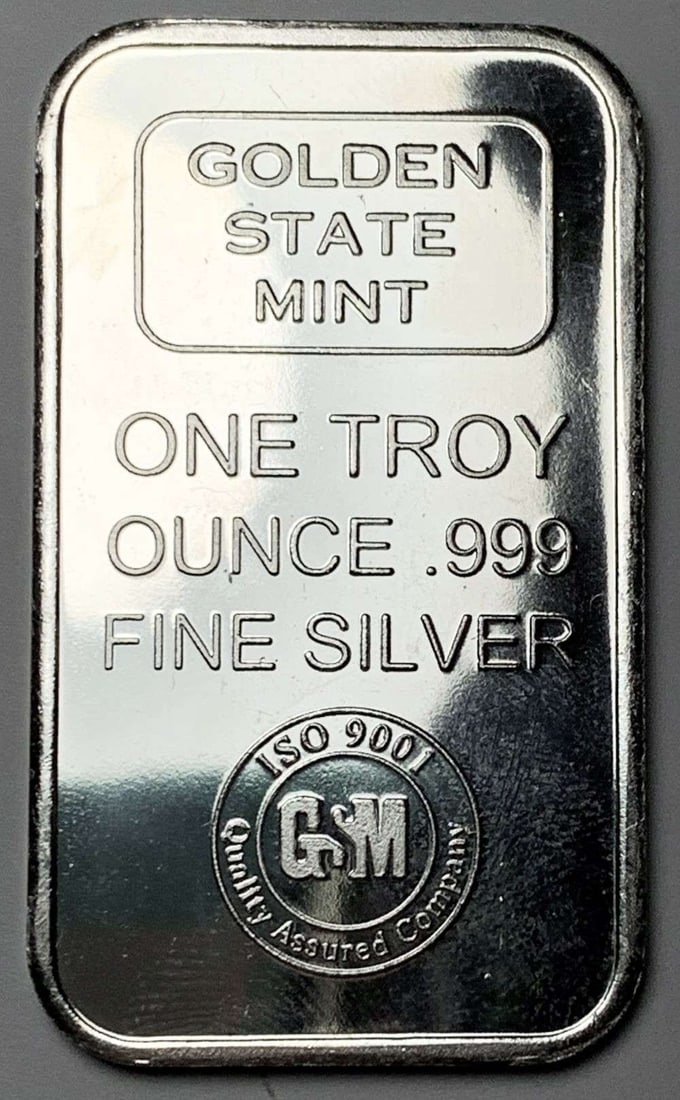 GOLDEN
STATE
MINT
ONE TROY
OUNCE .999
FINE SILVER
ISO 9001
GSM
Quality Assured Company